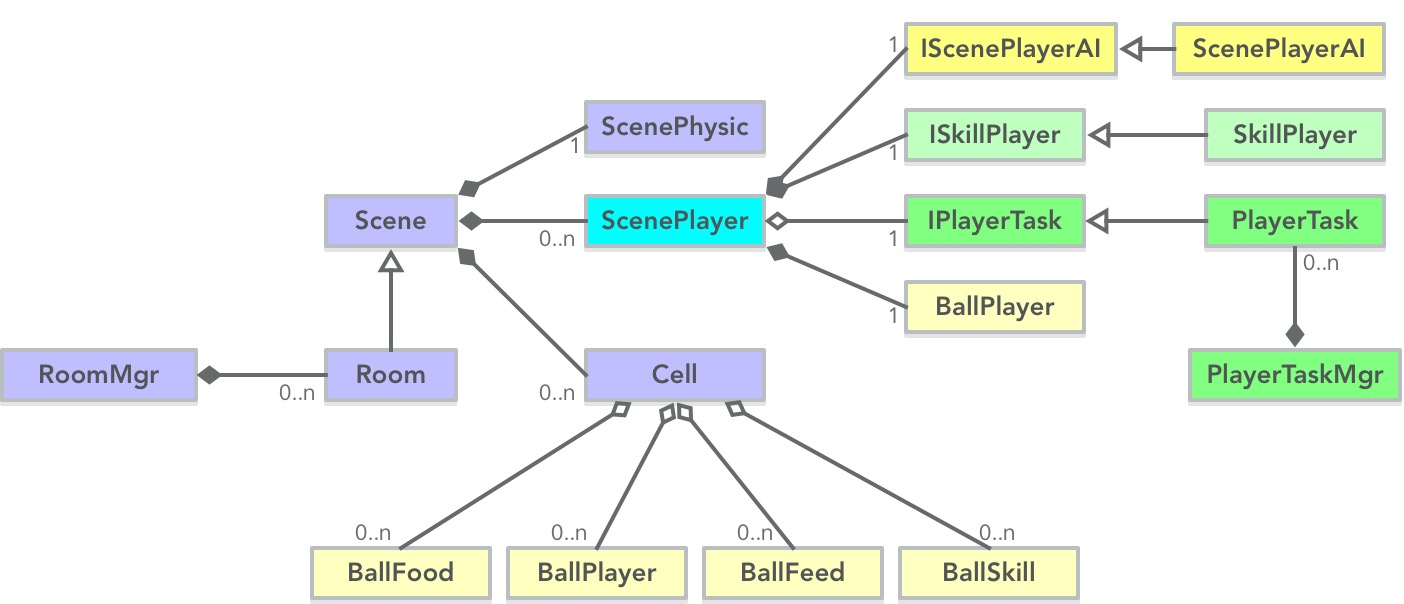 1
IScenePlayerAI
ScenePlayerAI
ScenePhysic
1
ISkillPlayer
1
SkillPlayer
Scene
0..n
ScenePlayer
IPlayerTask
1
PlayerTask
0..n
BallPlayer
1
RoomMgr
0..n
Room
0..n
Cell
PlayerTaskMgr
0..n
0..n
0..n
0..n
BallFood
BallPlayer
BallFeed
BallSkill